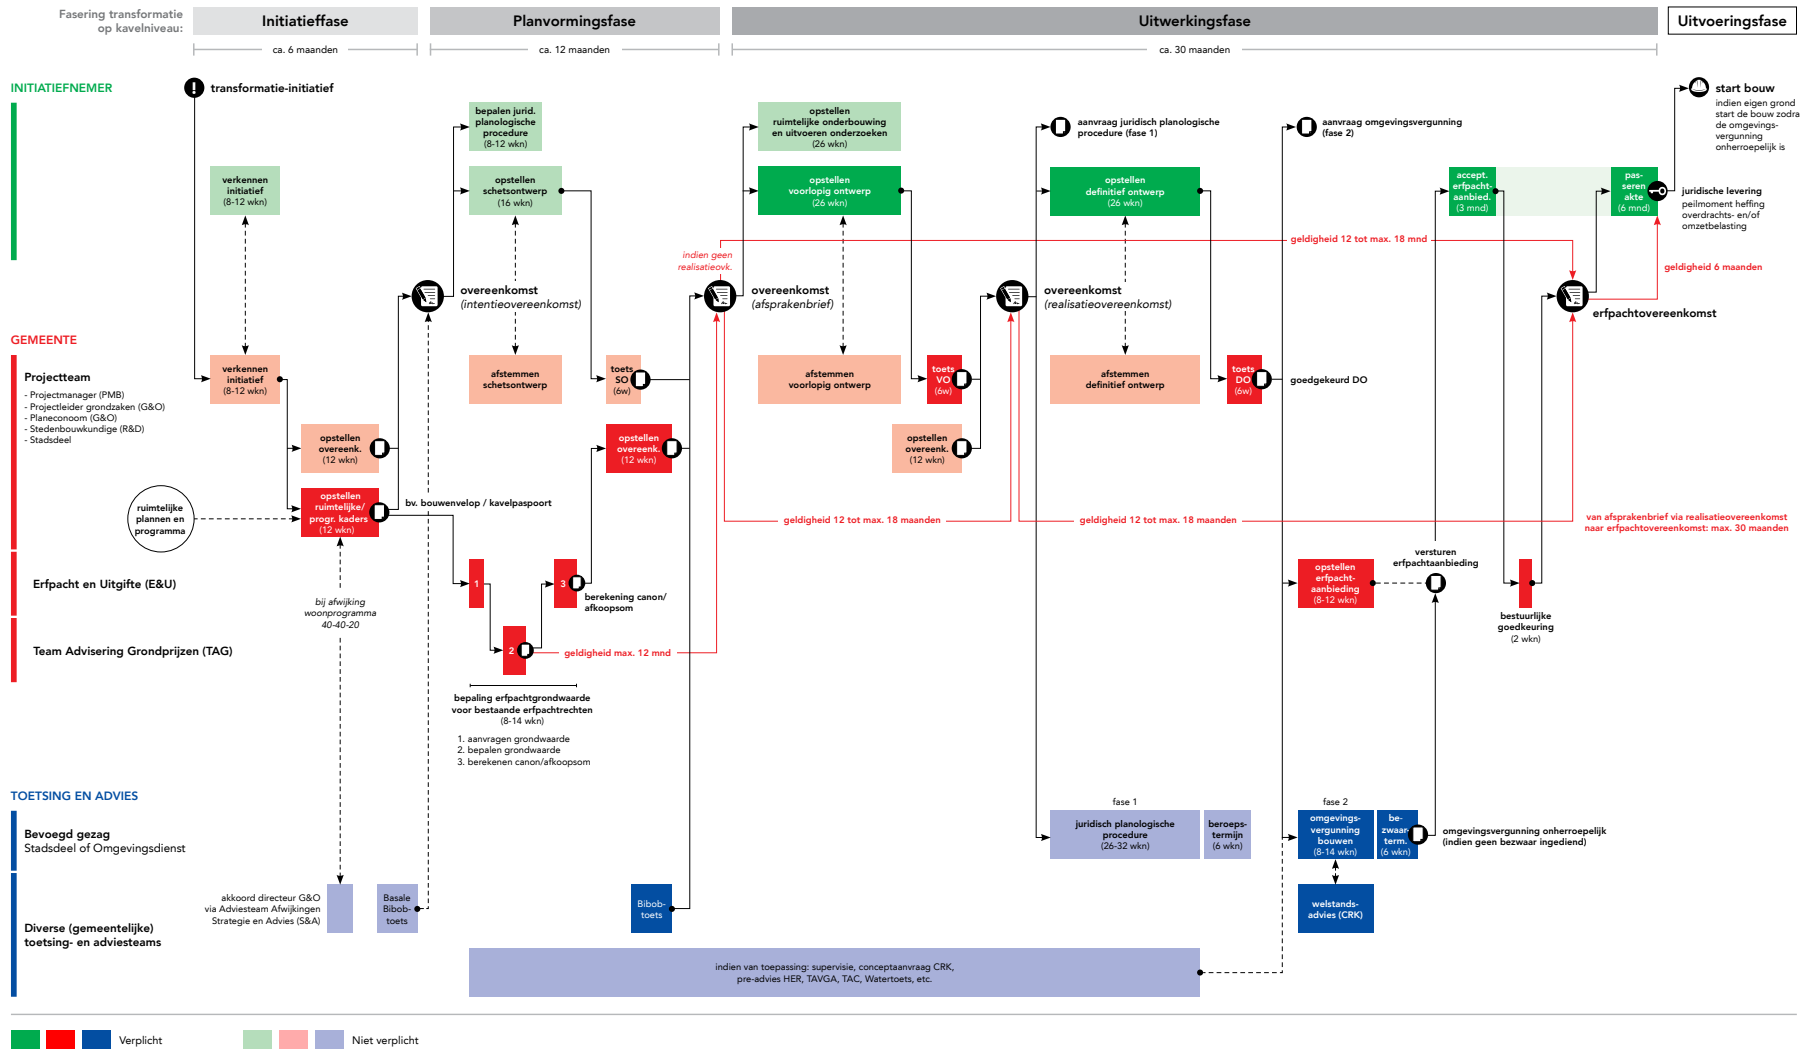 Fasering transformatie
op kavelniveau:
Initiatieffase
Planvormingsfase
Uitwerkingsfase
Uitvoeringsfase
ca. 6 maanden
ca. 12 maanden
ca. 30 maanden
INITIATIEFNEMER
transformatie-initiatief
verkennen
initiatief
(8-12 wkn)
bepalen jurid.
planologische
procedure
(8-12 wkn)
opstellen
schetsontwerp
(16 wkn)
opstellen
ruimtelijke onderbouwing
en uitvoeren onderzoeken
(26 wkn)
opstellen
voorlopig ontwerp
(26 wkn)
aanvraag juridisch planologische
procedure (fase 1)
opstellen
definitief ontwerp
(26 wkn)
aanvraag omgevingsvergunning
(fase 2)
accept.
erfpacht-
aanbied.
(3 mnd)
pas-
seren
akte
(6 mnd)
start bouw
indien eigen grond
start de bouw zodra
de omgevings-
vergunning
onherroepelijk is
juridische levering
peilmoment heffing
overdrachts- en/of
omzetbelasting
indien geen
realisatieovk.
geldigheid 12 tot max. 18 mnd
geldigheid 6 maanden
overeenkomst
(intentieovereenkomst)
overeenkomst
(afsprakenbrief)
overeenkomst
(realisatieovereenkomst)
erfpachtovereenkomst
GEMEENTE
Projectteam
- Projectmanager (PMB)
- Projectleider grondzaken (G&O)
- Planeconoom (G&O)
- Stedenbouwkundige (R&D)
- Stadsdeel
verkennen
initiatief
(8-12 wkn)
afstemmen
schetsontwerp
toets
SO
(6w)
afstemmen
voorlopig ontwerp
toets
VO
(6w)
afstemmen
definitief ontwerp
toets
DO
(6w)
goedgekeurd DO
opstellen
overeenk.
(12 wkn)
opstellen
overeenk.
(12 wkn)
opstellen
overeenk.
(12 wkn)
ruimtelijke
plannen en
programma
opstellen
ruimtelijke/
progr. kaders
(12 wkn)
bv. bouwenvelop / kavelpaspoort
geldigheid 12 tot max. 18 maanden
geldigheid 12 tot max. 18 maanden
van afsprakenbrief via realisatieovereenkomst
naar erfpachtovereenkomst: max. 30 maanden
Erfpacht en Uitgifte (E&U)
1
3
berekening canon/
afkoopsom
opstellen
erfpacht-
aanbieding
(8-12 wkn)
versturen
erfpachtaanbieding
bestuurlijke
goedkeuring
(2 wkn)
bij afwijking
woonprogramma
40-40-20
Team Advisering Grondprijzen (TAG)
2
geldigheid max. 12 mnd
bepaling erfpachtgrondwaarde
voor bestaande erfpachtrechten
(8-14 wkn)
1. aanvragen grondwaarde
2. bepalen grondwaarde
3. berekenen canon/afkoopsom
TOETSING EN ADVIES
Bevoegd gezag
Stadsdeel of Omgevingsdienst
fase 1
juridisch planologische
procedure
(26-32 wkn)
beroeps-
termijn
(6 wkn)
fase 2
omgevings-
vergunning
bouwen
(8-14 wkn)
be-
zwaar-
term.
(6 wkn)
omgevingsvergunning onherroepelijk
(indien geen bezwaar ingediend)
Diverse (gemeentelijke)
toetsing- en adviesteams
akkoord directeur G&O
via Adviesteam Afwijkingen
Strategie en Advies (S&A)
Basale
Bibob-
toets
Bibob-
toets
welstands-
advies (CRK)
indien van toepassing: supervisie, conceptaanvraag CRK,
pre-advies HER, TAVGA, TAC, Watertoets, etc.
Verplicht
Niet verplicht